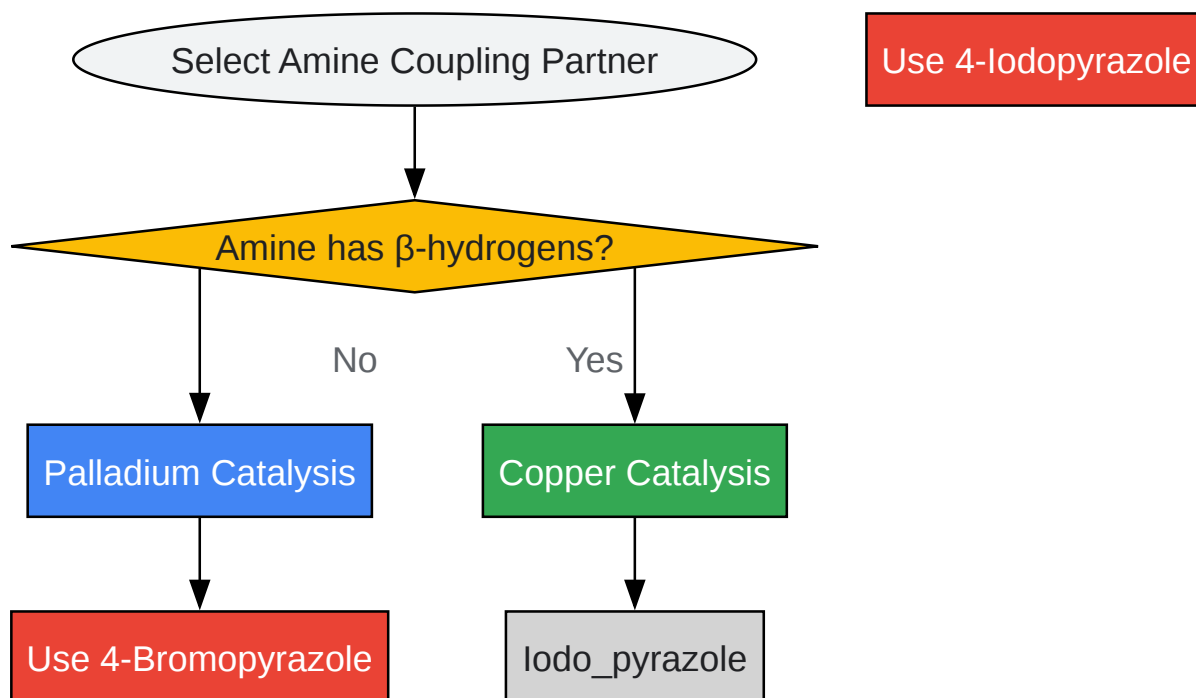 Select Amine Coupling Partner
Use 4-Iodopyrazole
Amine has β-hydrogens?
No
Yes
Palladium Catalysis
Copper Catalysis
Use 4-Bromopyrazole
Iodo_pyrazole